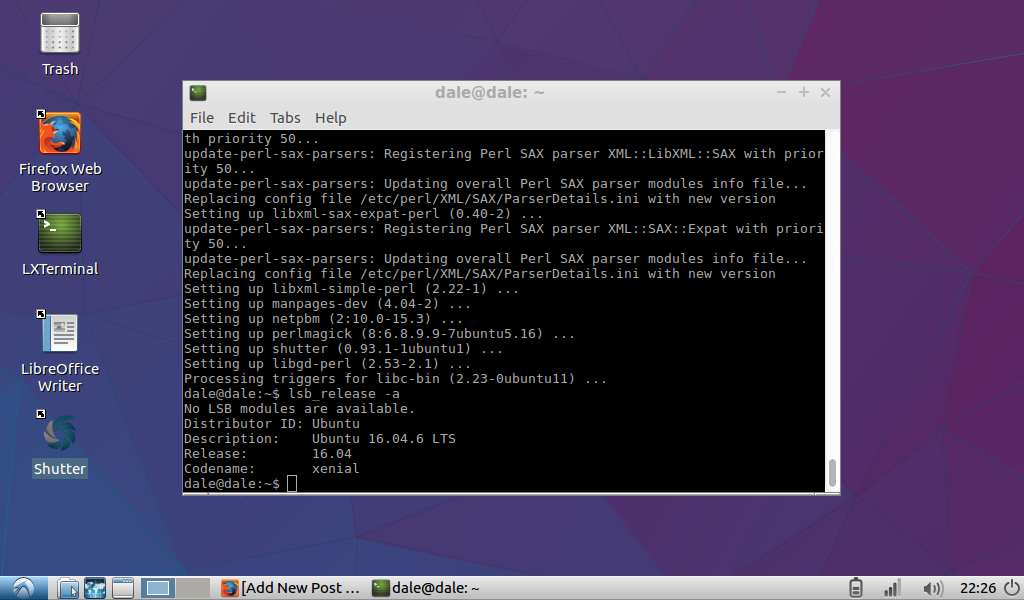 Trash
Firefox Web
Browser
LXTerminal
LibreOffice
Writer
Shutter
dale@dale: ~
File Edit Tabs Help
th priority 50...
update-perl-sax-parsers: Registering Perl SAX parser XML::LibXML::SAX with prior
ity 50...
update-perl-sax-parsers: Updating overall Perl SAX parser modules info file...
Replacing config file /etc/perl/XML/SAX/ParserDetails.ini with new version
Setting up libxml-sax-expat-perl (0.40-2) ...
update-perl-sax-parsers: Registering Perl SAX parser XML::SAX::Expat with priori
ty 50...
update-perl-sax-parsers: Updating overall Perl SAX parser modules info file...
Replacing config file /etc/perl/XML/SAX/ParserDetails.ini with new version
Setting up libxml-simple-perl (2.22-1) ...
Setting up manpages-dev (4.04-2) ...
Setting up netpbm (2:10.0-15.3) ...
Setting up perlmagick (8:6.8.9.9-7ubuntu5.16) ...
Setting up shutter (0.93.1-1ubuntu1) ...
Setting up libgd-perl (2.53-2.1) ...
Processing triggers for libc-bin (2.23-0ubuntu11) ...
dale@dale:~$ lsb_release -a
No LSB modules are available.
Distributor ID: Ubuntu
Description:    Ubuntu 16.04.6 LTS
Release:        16.04
Codename:       xenial
dale@dale:~$
[Add New Post ... dale@dale: ~ 22:26